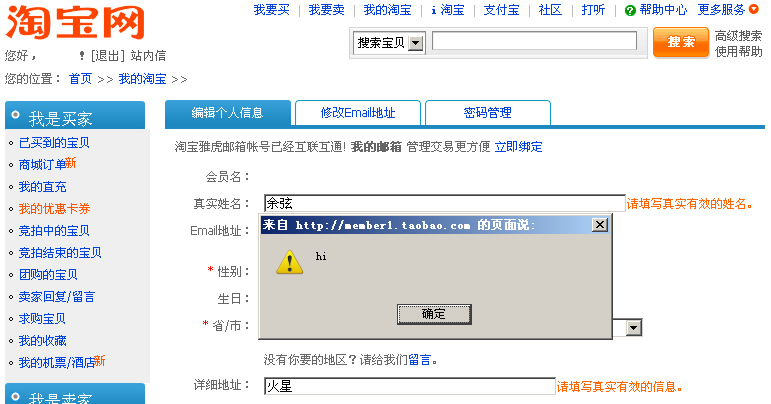 淘宝网
我要买 | 我要卖 | 我的淘宝 | i 淘宝 | 支付宝 | 社区 | 打听 | ? 帮助中心 更多服务
搜索宝贝 搜索 高级搜索
使用帮助
您好， ！[退出] 站内信
您的位置： 首页 >> 我的淘宝 >>
我是买家
已买到的宝贝
商城订单新
我的直充
我的优惠卡券
竞拍中的宝贝
竞拍结束的宝贝
团购的宝贝
卖家回复/留言
求购宝贝
我的收藏
我的机票/酒店新
我是卖家
编辑个人信息 修改Email地址 密码管理
淘宝雅虎邮箱帐号已经互联互通! 我的邮箱 管理交易更方便 立即绑定
会员名：
真实姓名： 余弦 请填写真实有效的姓名。
Email地址：
* 性别：
生日：
* 省/市：
来自 http://member1.taobao.com 的页面说:
hi
确定
没有你要的地区？请给我们留言。
详细地址： 火星 请填写真实有效的信息。